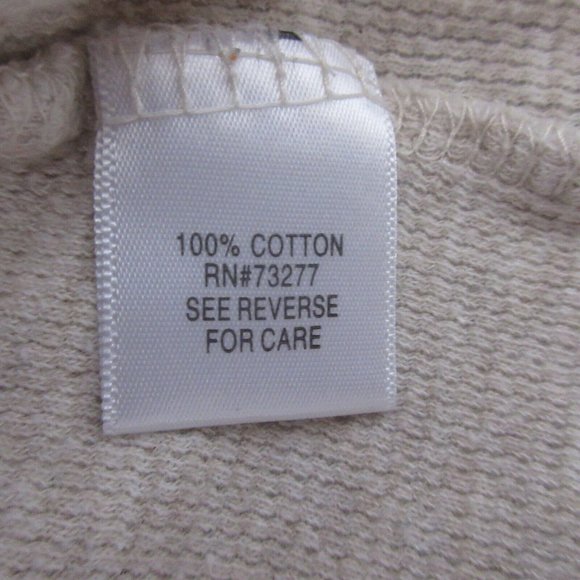 100% COTTON
RN#73277
SEE REVERSE
FOR CARE